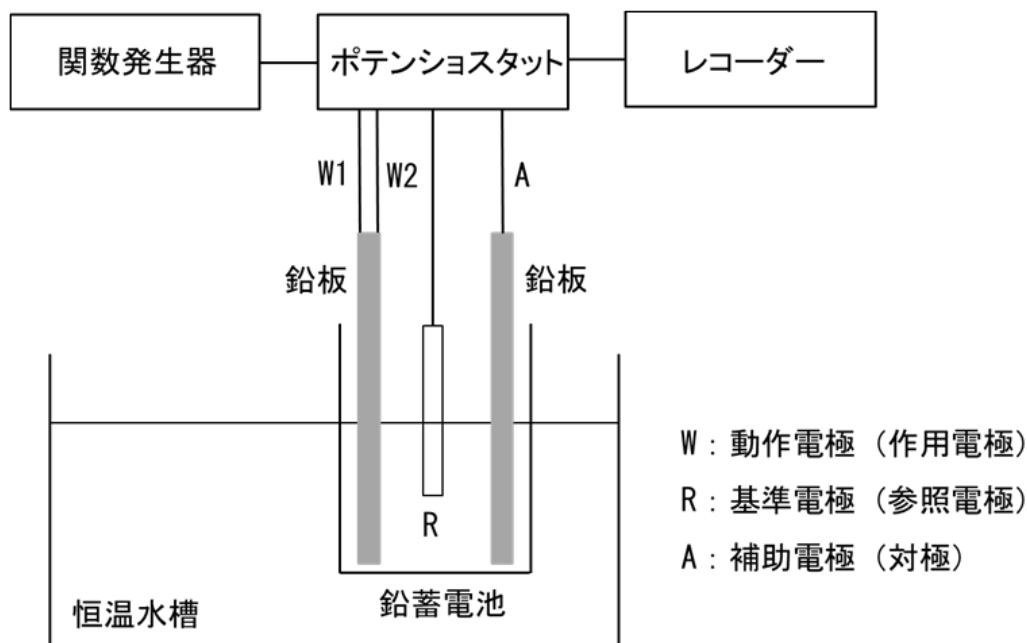 関数発生器
ポテンショスタット
レコーダー
W1
W2
A
鉛板
鉛板
R
鉛蓄電池
恒温水槽
W：動作電極（作用電極）
R：基準電極（参照電極）
A：補助電極（対極）